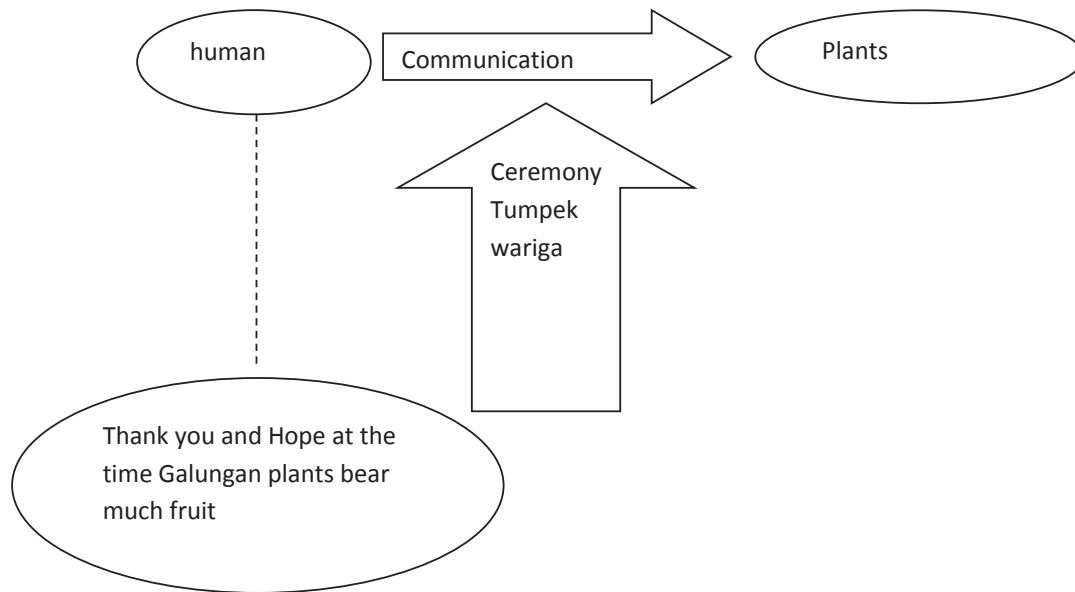 human
Communication
Plants
Ceremony
Tumpek
wariga
Thank you and Hope at the
time Galungan plants bear
much fruit